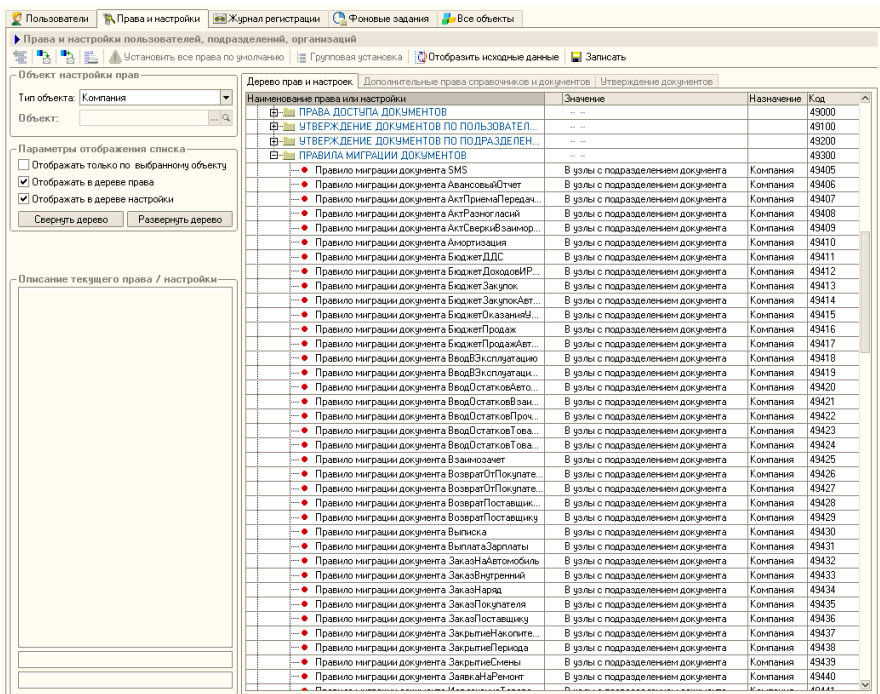 Пользователи Права и настройки Журнал регистрации Фоновые задания Все объекты
Права и настройки пользователей, подразделений, организаций
Установить все права по умолчанию Групповая установка Отобразить исходные данные Записать
Объект настройки прав
Тип объекта: Компания
Объект:
Параметры отображения списка
Отображать только по выбранному объекту
Отображать в дереве права
Отображать в дереве настройки
Свернуть дерево Развернуть дерево
Описание текущего права / настройки
Дерево прав и настроек Дополнительные права справочников и документов Утверждение документов
Наименование права или настройки Значение Назначение Код
ПРАВА ДОСТУПА ДОКУМЕНТОВ -- -- 49000
УТВЕРЖДЕНИЕ ДОКУМЕНТОВ ПО ПОЛЬЗОВАТЕЛ... -- -- 49100
УТВЕРЖДЕНИЕ ДОКУМЕНТОВ ПО ПОДРАЗДЕЛЕН... -- -- 49200
ПРАВИЛА МИГРАЦИИ ДОКУМЕНТОВ -- -- 49300
Правило миграции документа SMS В узлы с подразделением документа Компания 49405
Правило миграции документа АвансовыйОтчет В узлы с подразделением документа Компания 49406
Правило миграции документа АктПриемаПередач... В узлы с подразделением документа Компания 49407
Правило миграции документа АктРазногласий В узлы с подразделением документа Компания 49408
Правило миграции документа АктСверкиВзаимор... В узлы с подразделением документа Компания 49409
Правило миграции документа Амортизация В узлы с подразделением документа Компания 49410
Правило миграции документа БюджетДДС В узлы с подразделением документа Компания 49411
Правило миграции документа БюджетДоходовИР... В узлы с подразделением документа Компания 49412
Правило миграции документа БюджетЗакупок В узлы с подразделением документа Компания 49413
Правило миграции документа БюджетЗакупокАвт... В узлы с подразделением документа Компания 49414
Правило миграции документа БюджетОказанияУ... В узлы с подразделением документа Компания 49415
Правило миграции документа БюджетПродаж В узлы с подразделением документа Компания 49416
Правило миграции документа БюджетПродажАвт... В узлы с подразделением документа Компания 49417
Правило миграции документа ВводВЭксплуатацию В узлы с подразделением документа Компания 49418
Правило миграции документа ВводВЭксплуатаци... В узлы с подразделением документа Компания 49419
Правило миграции документа ВводОстатковАвто... В узлы с подразделением документа Компания 49420
Правило миграции документа ВводОстатковВзаи... В узлы с подразделением документа Компания 49421
Правило миграции документа ВводОстатковПроч... В узлы с подразделением документа Компания 49422
Правило миграции документа ВводОстатковТова... В узлы с подразделением документа Компания 49423
Правило миграции документа ВводОстатковТова... В узлы с подразделением документа Компания 49424
Правило миграции документа Взаимозачет В узлы с подразделением документа Компания 49425
Правило миграции документа ВозвратОтПокупате... В узлы с подразделением документа Компания 49426
Правило миграции документа ВозвратОтПокупате... В узлы с подразделением документа Компания 49427
Правило миграции документа ВозвратПоставщик... В узлы с подразделением документа Компания 49428
Правило миграции документа ВозвратПоставщику В узлы с подразделением документа Компания 49429
Правило миграции документа Выписка В узлы с подразделением документа Компания 49430
Правило миграции документа ВыплатаЗарплаты В узлы с подразделением документа Компания 49431
Правило миграции документа ЗаказНаАвтомобиль В узлы с подразделением документа Компания 49432
Правило миграции документа ЗаказВнутренний В узлы с подразделением документа Компания 49433
Правило миграции документа ЗаказНаряд В узлы с подразделением документа Компания 49434
Правило миграции документа ЗаказПокупателя В узлы с подразделением документа Компания 49435
Правило миграции документа ЗаказПоставщику В узлы с подразделением документа Компания 49436
Правило миграции документа ЗакрытиеНакопите... В узлы с подразделением документа Компания 49437
Правило миграции документа ЗакрытиеПериода В узлы с подразделением документа Компания 49438
Правило миграции документа ЗакрытиеСмены В узлы с подразделением документа Компания 49439
Правило миграции документа ЗаявкаНаРемонт В узлы с подразделением документа Компания 49440